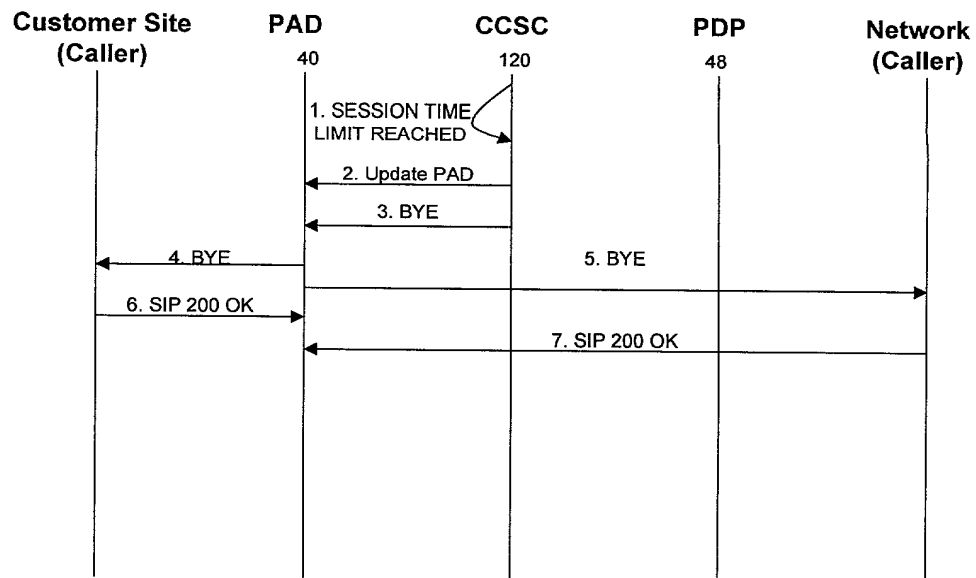 Customer Site
(Caller)
PAD
40
CCSC
120
PDP
48
Network
(Caller)
1. SESSION TIME
LIMIT REACHED
2. Update PAD
3. BYE
4. BYE
5. BYE
6. SIP 200 OK
7. SIP 200 OK